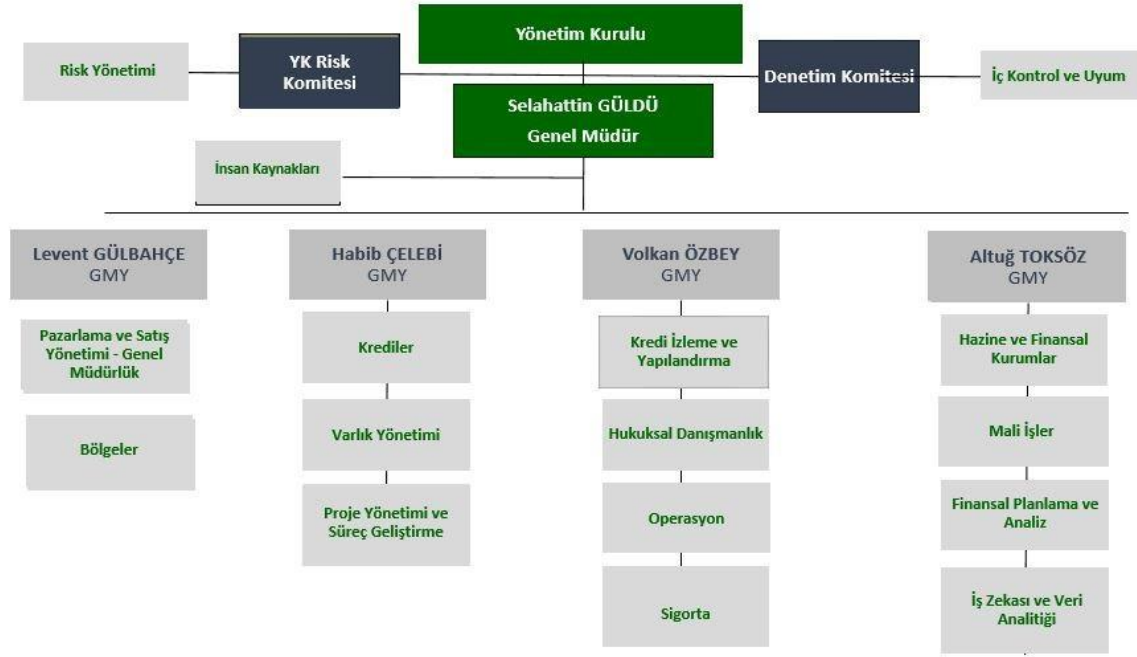 Yönetim Kurulu
Risk Yönetimi
YK Risk
Komitesi
Denetim Komitesi
İç Kontrol ve Uyum
Selahattin GÜLDÜ
Genel Müdür
İnsan Kaynakları
Levent GÜLBAHÇE
GMY
Habib ÇELEBİ
GMY
Volkan ÖZBEY
GMY
Altuğ TOKSÖZ
GMY
Pazarlama ve Satış
Yönetimi - Genel
Müdürlük
Bölgeler
Krediler
Varlık Yönetimi
Proje Yönetimi ve
Süreç Geliştirme
Kredi İzleme ve
Yapılandırma
Hukuksal Danışmanlık
Operasyon
Sigorta
Hazine ve Finansal
Kurumlar
Mali İşler
Finansal Planlama ve
Analiz
İş Zekası ve Veri
Analitiği